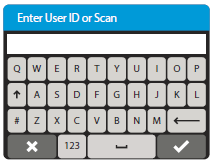 Enter User ID or Scan
Q W E R T Y U I O P
A S D F G H J K L
# Z X C V B N M
123